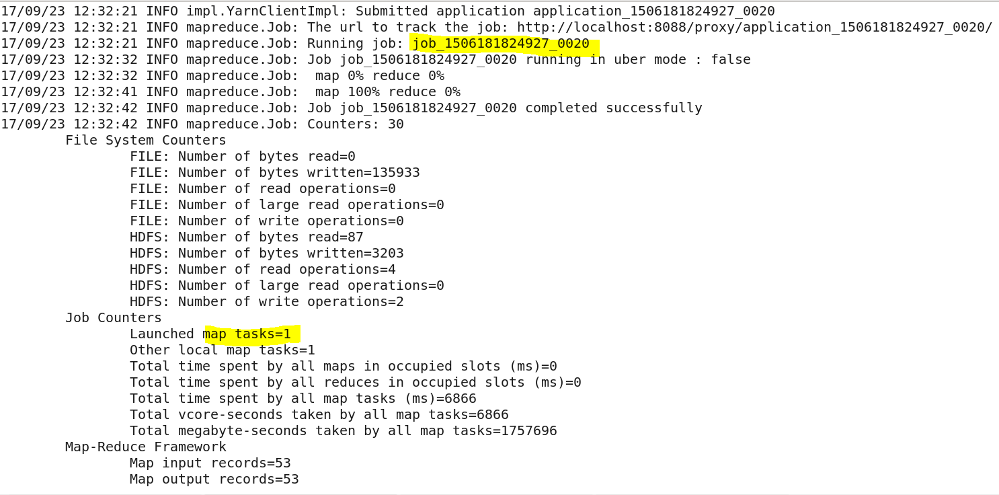 17/09/23 12:32:21 INFO impl.YarnClientImpl: Submitted application application_1506181824927_0020
17/09/23 12:32:21 INFO mapreduce.Job: The url to track the job: http://localhost:8088/proxy/application_1506181824927_0020/
17/09/23 12:32:21 INFO mapreduce.Job: Running job: job_1506181824927_0020
17/09/23 12:32:32 INFO mapreduce.Job: Job job_1506181824927_0020 running in uber mode : false
17/09/23 12:32:32 INFO mapreduce.Job:  map 0% reduce 0%
17/09/23 12:32:41 INFO mapreduce.Job:  map 100% reduce 0%
17/09/23 12:32:42 INFO mapreduce.Job: Job job_1506181824927_0020 completed successfully
17/09/23 12:32:42 INFO mapreduce.Job: Counters: 30
File System Counters
FILE: Number of bytes read=0
FILE: Number of bytes written=135933
FILE: Number of read operations=0
FILE: Number of large read operations=0
FILE: Number of write operations=0
HDFS: Number of bytes read=87
HDFS: Number of bytes written=3203
HDFS: Number of read operations=4
HDFS: Number of large read operations=0
HDFS: Number of write operations=2
Job Counters
Launched map tasks=1
Other local map tasks=1
Total time spent by all maps in occupied slots (ms)=0
Total time spent by all reduces in occupied slots (ms)=0
Total time spent by all map tasks (ms)=6866
Total vcore-seconds taken by all map tasks=6866
Total megabyte-seconds taken by all map tasks=1757696
Map-Reduce Framework
Map input records=53
Map output records=53